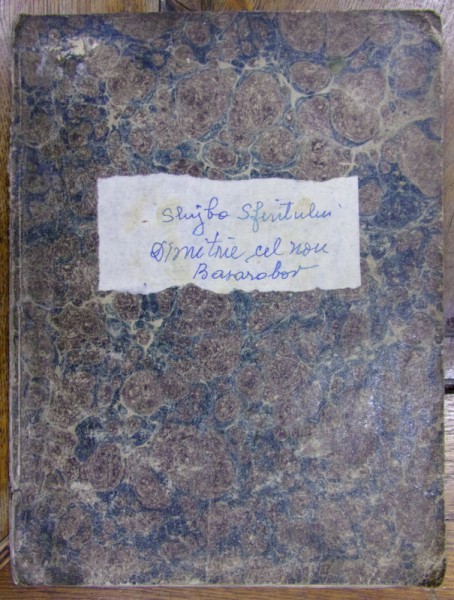 Slujba Sfintului
Dimitrie cel nou
Basarabov